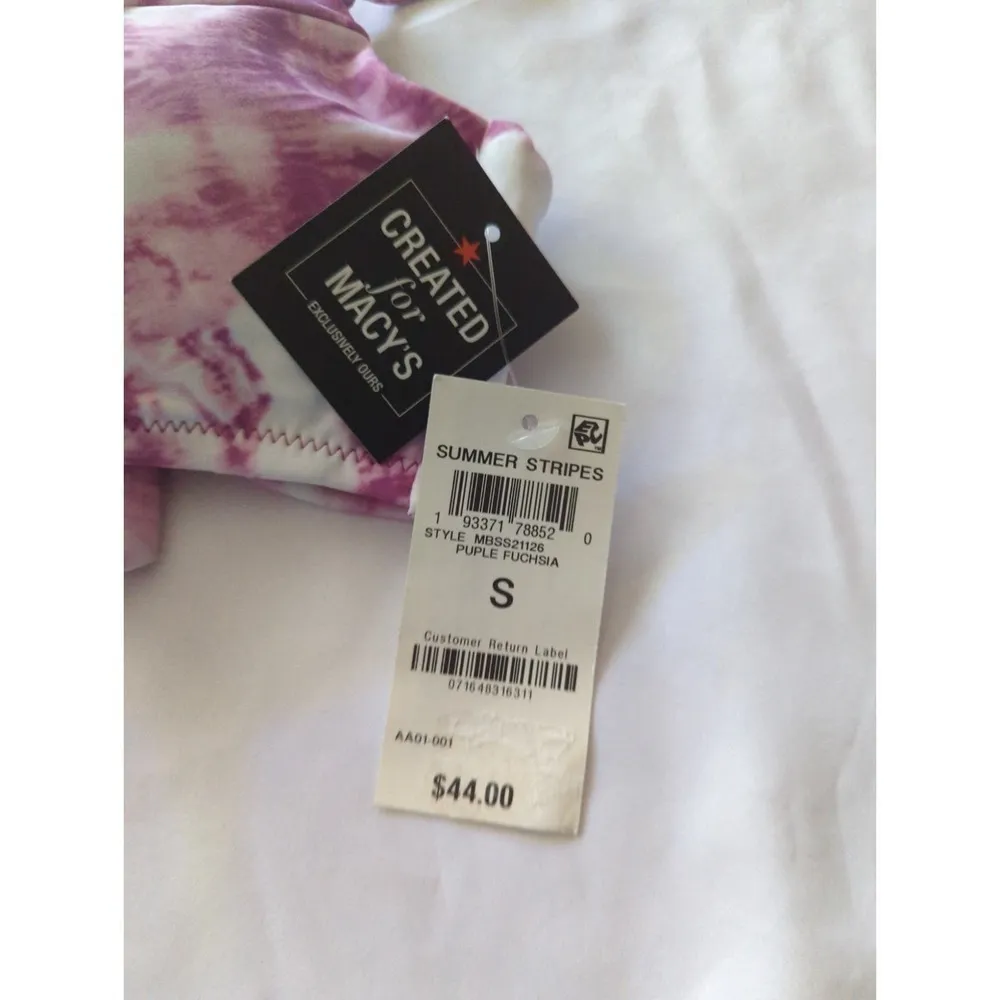 CREATED
for
MACY'S
EXCLUSIVELY OURS
EPC
SUMMER STRIPES
1 93371 78852 0
STYLE MBSS21126
PUPLE FUCHSIA
S
Customer Return Label
071648316311
AA01-001
$44.00